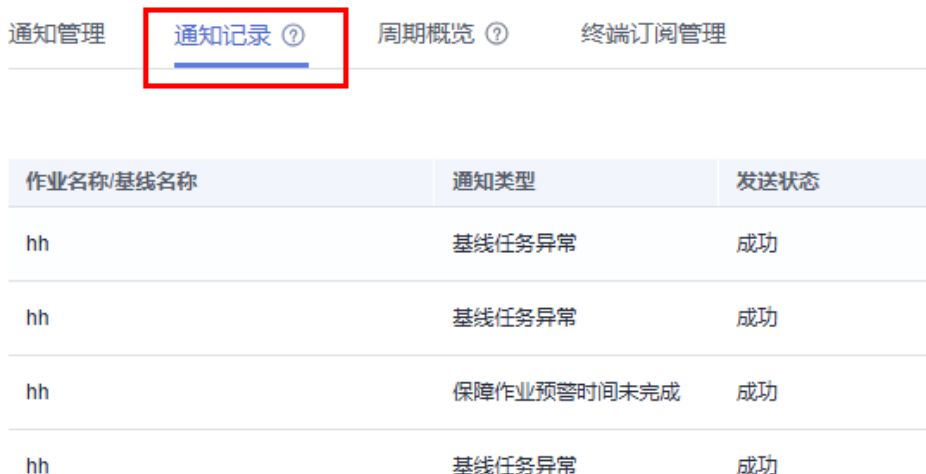 通知管理 通知记录 ? 周期概览 ? 终端订阅管理
作业名称/基线名称 通知类型 发送状态
hh 基线任务异常 成功
hh 基线任务异常 成功
hh 保障作业预警时间未完成 成功
hh 基线任务异常 成功